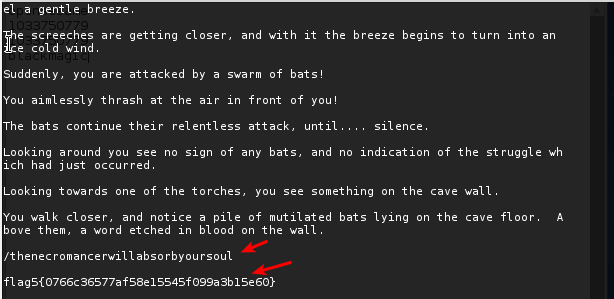 el a gentle breeze.
1033750779
The screeches are getting closer, and with it the breeze begins to turn into an
ice cold wind.
blackmagic
Suddenly, you are attacked by a swarm of bats!
You aimlessly thrash at the air in front of you!
The bats continue their relentless attack, until.... silence.
Looking around you see no sign of any bats, and no indication of the struggle wh
ich had just occurred.
Looking towards one of the torches, you see something on the cave wall.
You walk closer, and notice a pile of mutilated bats lying on the cave floor.  A
bove them, a word etched in blood on the wall.
/thenecromancerwillabsorbyoursoul
flag5{0766c36577af58e15545f099a3b15e60}